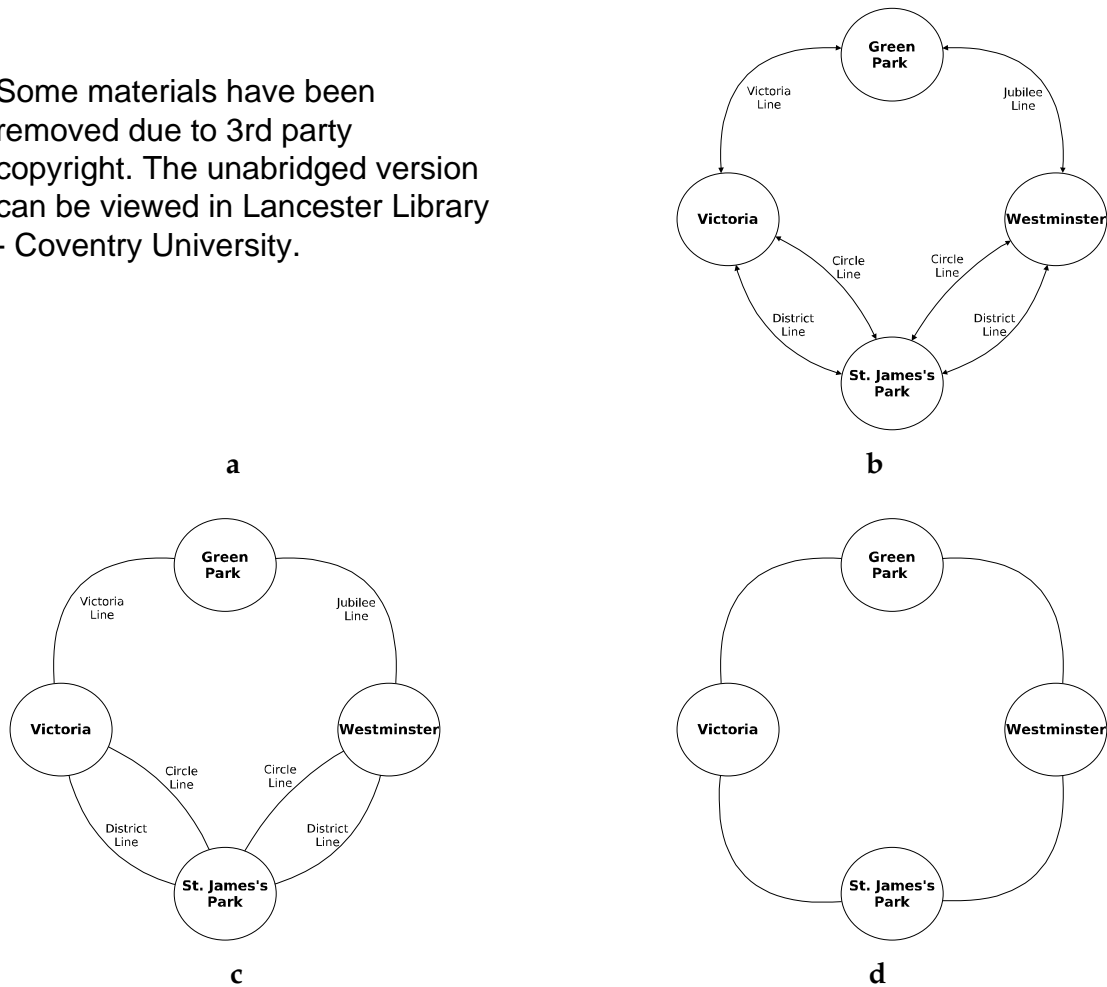 Some materials have been
removed due to 3rd party
copyright. The unabridged version
can be viewed in Lancester Library
- Coventry University.
a
Green
Park
Victoria
Line
Jubilee
Line
Victoria
Westminster
Circle
Line
Circle
Line
District
Line
District
Line
St. James's
Park
b
Green
Park
Victoria
Line
Jubilee
Line
Victoria
Westminster
Circle
Line
Circle
Line
District
Line
District
Line
St. James's
Park
c
Green
Park
Victoria
Westminster
St. James's
Park
d